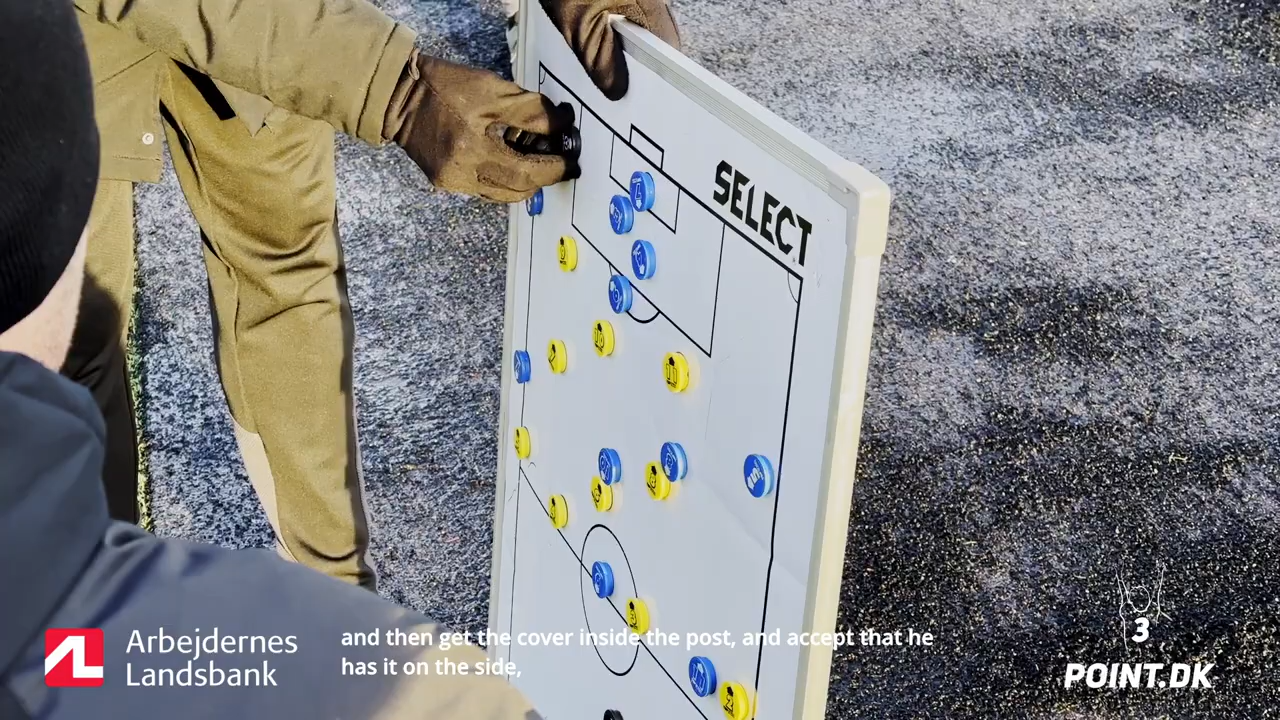 SELECT
and then get the cover inside the post, and accept that he
has it on the side,
Arbejdernes
Landsbank
3
POINT.DK